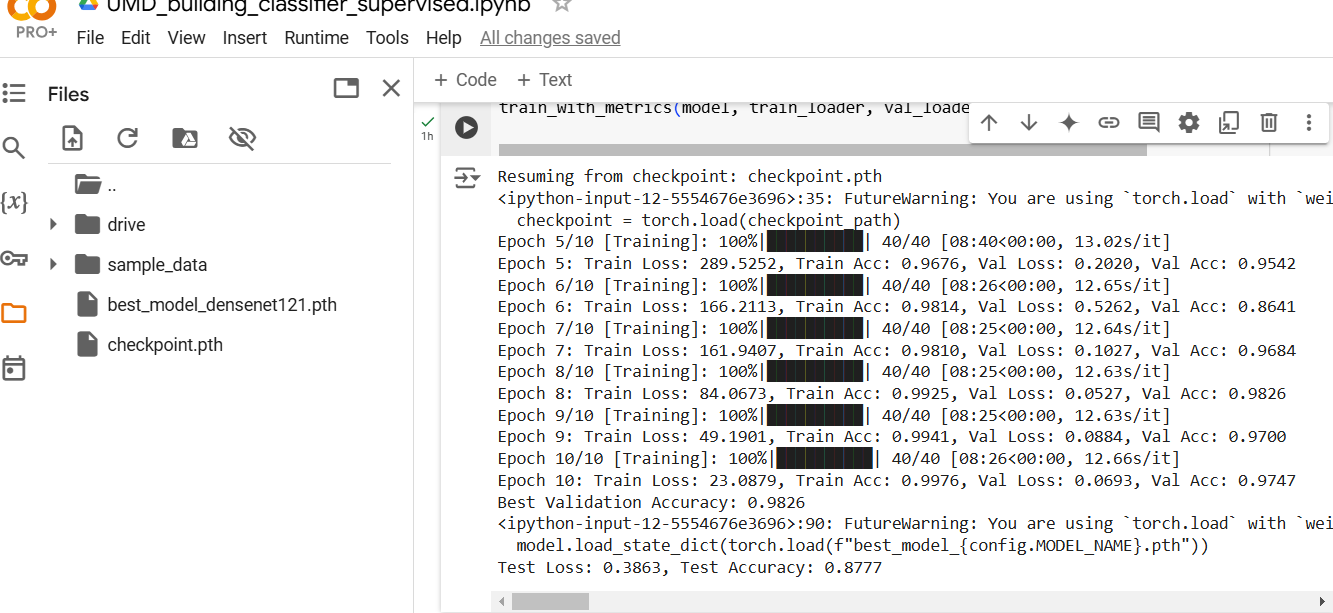 UMD_building_classifier_supervised.ipynb
PRO+
File Edit View Insert Runtime Tools Help All changes saved
Files
+ Code + Text
{x}
..
drive
sample_data
best_model_densenet121.pth
checkpoint.pth
1h
train_with_metrics(model, train_loader, val_loade
Resuming from checkpoint: checkpoint.pth
<ipython-input-12-5554676e3696>:35: FutureWarning: You are using `torch.load` with `wei
checkpoint = torch.load(checkpoint_path)
Epoch 5/10 [Training]: 100%|██████████| 40/40 [08:40<00:00, 13.02s/it]
Epoch 5: Train Loss: 289.5252, Train Acc: 0.9676, Val Loss: 0.2020, Val Acc: 0.9542
Epoch 6/10 [Training]: 100%|██████████| 40/40 [08:26<00:00, 12.65s/it]
Epoch 6: Train Loss: 166.2113, Train Acc: 0.9814, Val Loss: 0.5262, Val Acc: 0.8641
Epoch 7/10 [Training]: 100%|██████████| 40/40 [08:25<00:00, 12.64s/it]
Epoch 7: Train Loss: 161.9407, Train Acc: 0.9810, Val Loss: 0.1027, Val Acc: 0.9684
Epoch 8/10 [Training]: 100%|██████████| 40/40 [08:25<00:00, 12.63s/it]
Epoch 8: Train Loss: 84.0673, Train Acc: 0.9925, Val Loss: 0.0527, Val Acc: 0.9826
Epoch 9/10 [Training]: 100%|██████████| 40/40 [08:25<00:00, 12.63s/it]
Epoch 9: Train Loss: 49.1901, Train Acc: 0.9941, Val Loss: 0.0884, Val Acc: 0.9700
Epoch 10/10 [Training]: 100%|██████████| 40/40 [08:26<00:00, 12.66s/it]
Epoch 10: Train Loss: 23.0879, Train Acc: 0.9976, Val Loss: 0.0693, Val Acc: 0.9747
Best Validation Accuracy: 0.9826
<ipython-input-12-5554676e3696>:90: FutureWarning: You are using `torch.load` with `wei
model.load_state_dict(torch.load(f"best_model_{config.MODEL_NAME}.pth"))
Test Loss: 0.3863, Test Accuracy: 0.8777